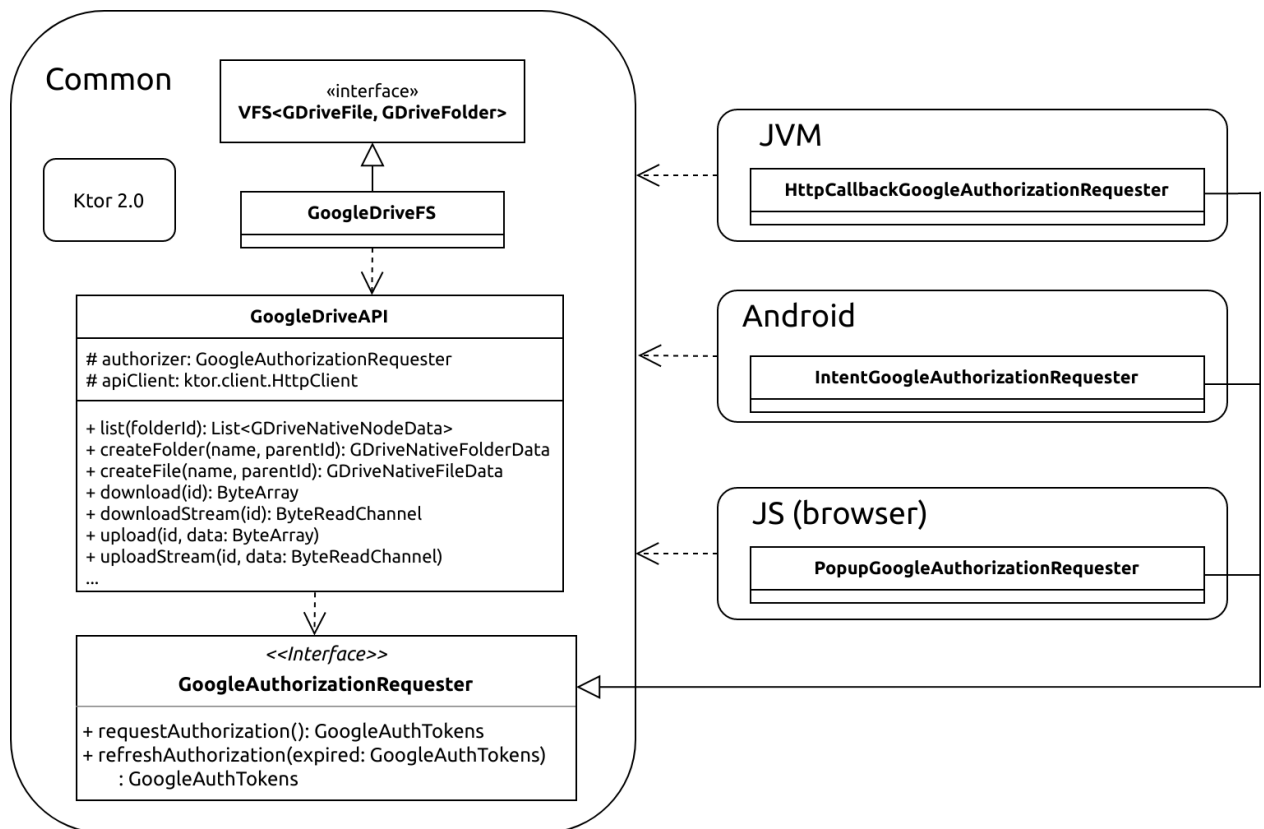 Common
«interface»
VFS<GDriveFile, GDriveFolder>
Ktor 2.0
GoogleDriveFS
GoogleDriveAPI
# authorizer: GoogleAuthorizationRequester
# apiClient: ktor.client.HttpClient
+ list(folderId): List<GDriveNativeNodeData>
+ createFolder(name, parentId): GDriveNativeFolderData
+ createFile(name, parentId): GDriveNativeFileData
+ download(id): ByteArray
+ downloadStream(id): ByteReadChannel
+ upload(id, data: ByteArray)
+ uploadStream(id, data: ByteReadChannel)
...
<<Interface>>
GoogleAuthorizationRequester
+ requestAuthorization(): GoogleAuthTokens
+ refreshAuthorization(expired: GoogleAuthTokens)
: GoogleAuthTokens
JVM
HttpCallbackGoogleAuthorizationRequester
Android
IntentGoogleAuthorizationRequester
JS (browser)
PopupGoogleAuthorizationRequester